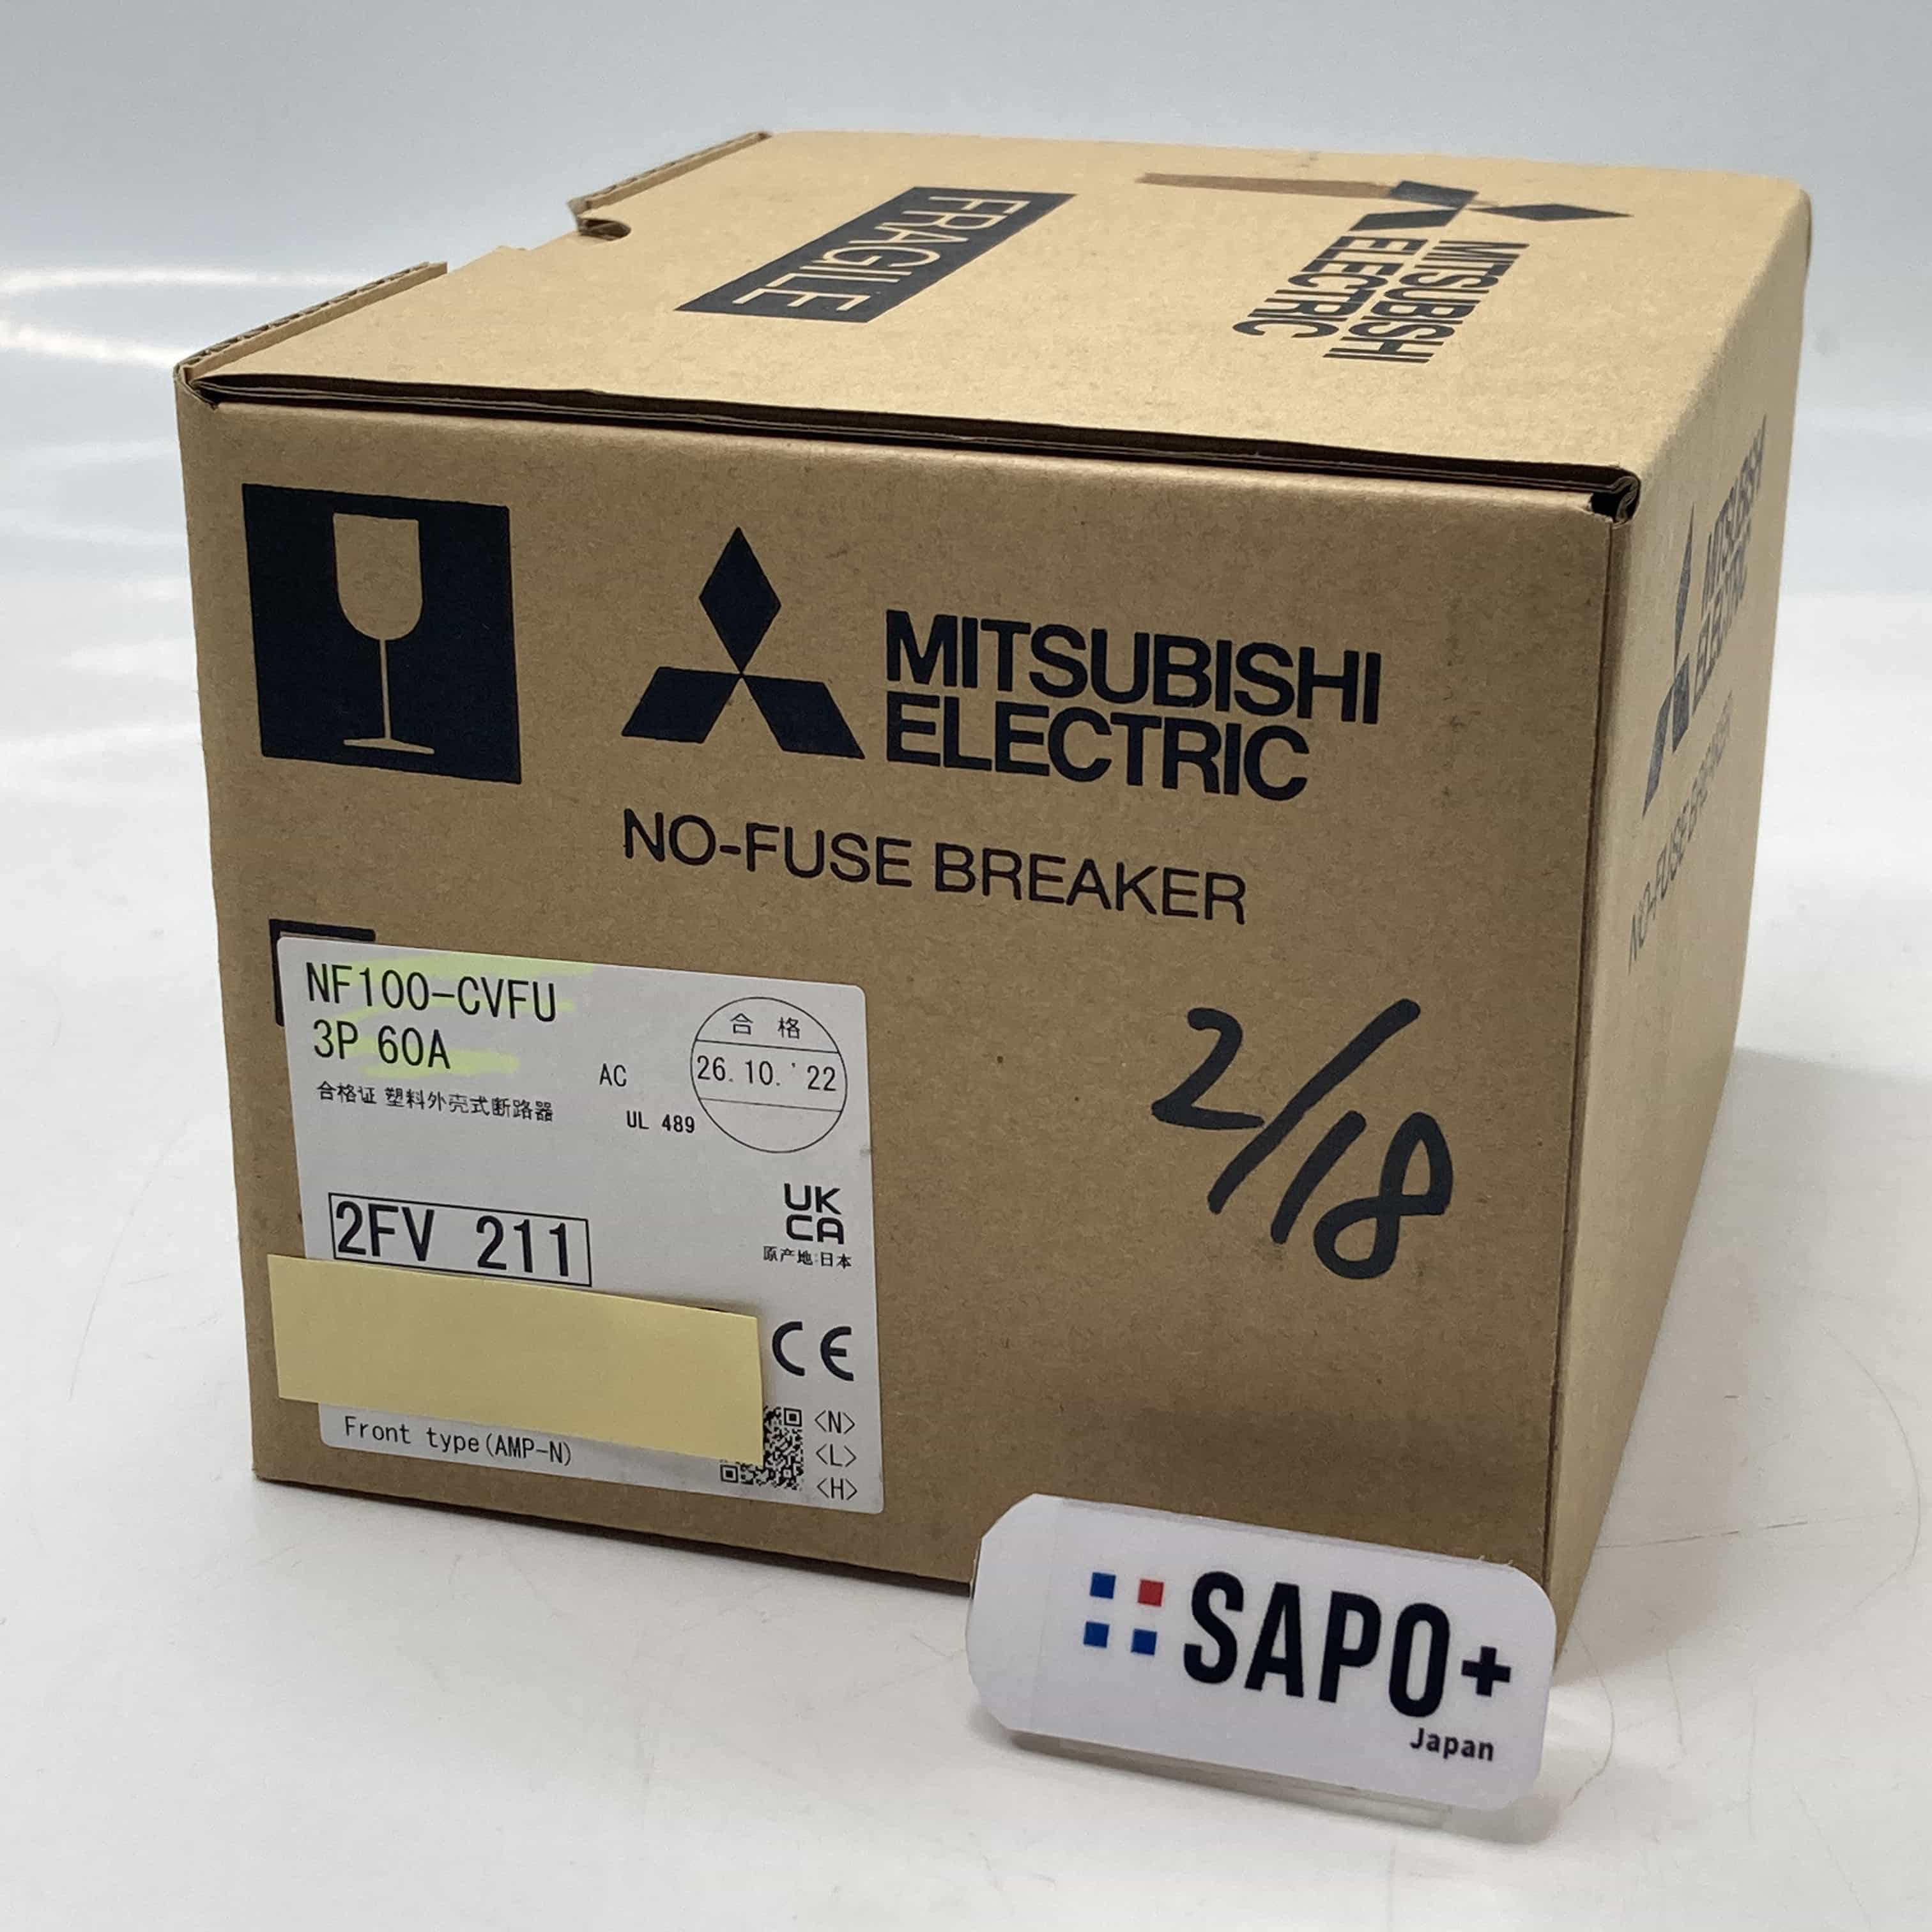 FRAGILE
MITSUBISHI
ELECTRIC
MITSUBISHI
ELECTRIC
NO-FUSE BREAKER
MITSUBISHI
ELECTRIC
NO-FUSE BREAKER
NF100-CVFU
3P 60A
合格证 塑料外壳式断路器
AC
UL 489
合 格
26.10.'22
2FV 211
UK
CA
原产地:日本
CE
Front type(AMP-N)
<N>
<L>
<H>
2/18
SAPO+
Japan